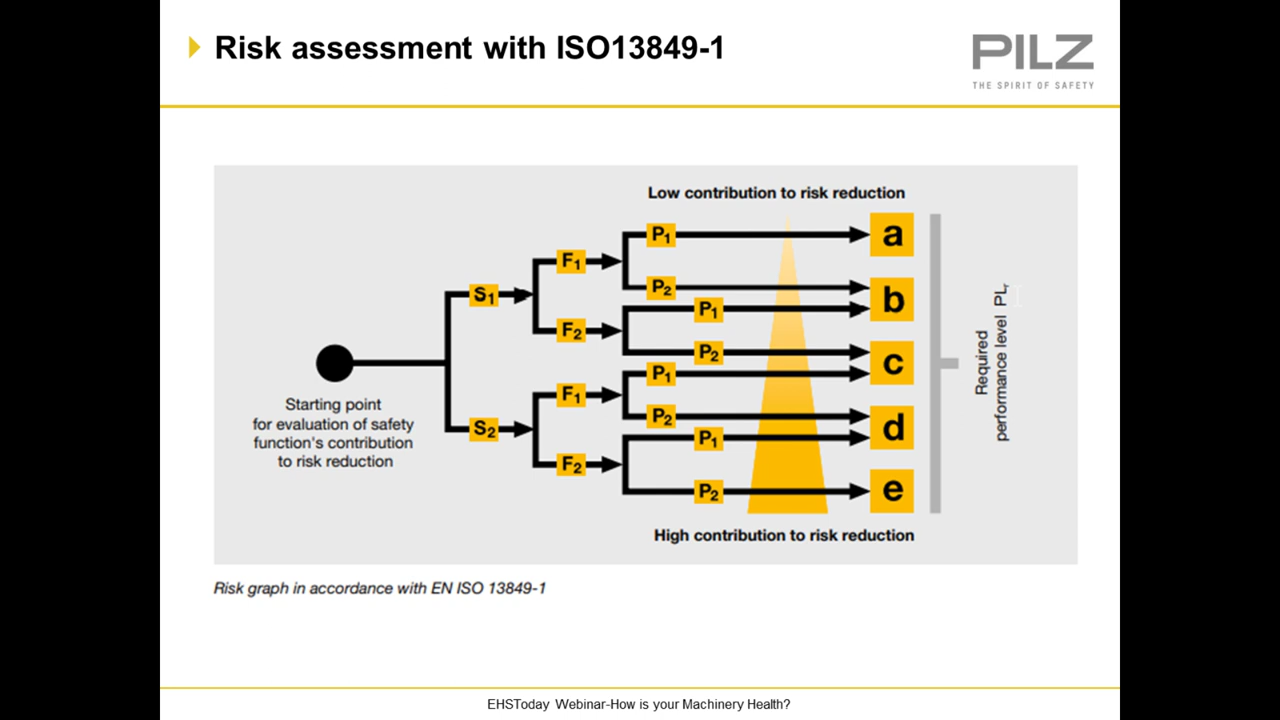 Risk assessment with ISO13849-1
PILZ
THE SPIRIT OF SAFETY
Low contribution to risk reduction
P1
a
F1
P2
S1
b
P1
F2
P2
c
P1
F1
P2
S2
d
P1
F2
P2
e
Starting point
for evaluation of safety
function's contribution
to risk reduction
Required
performance level PLr
High contribution to risk reduction
Risk graph in accordance with EN ISO 13849-1
EHSToday Webinar-How is your Machinery Health?